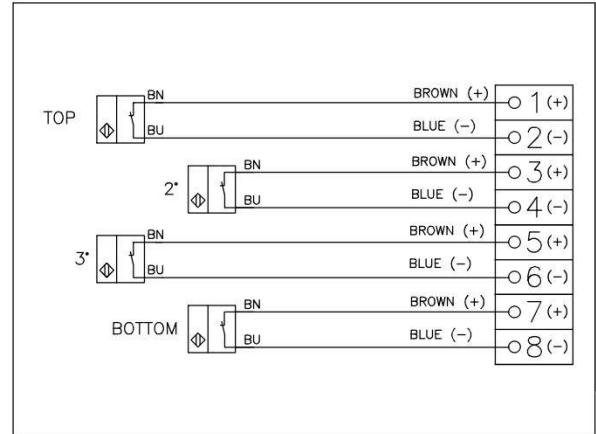 BN BROWN (+) 1 (+)
TOP
BU BLUE (−) 2 (−)
BN BROWN (+) 3 (+)
2°
BU BLUE (−) 4 (−)
BN BROWN (+) 5 (+)
3°
BU BLUE (−) 6 (−)
BN BROWN (+) 7 (+)
BOTTOM
BU BLUE (−) 8 (−)